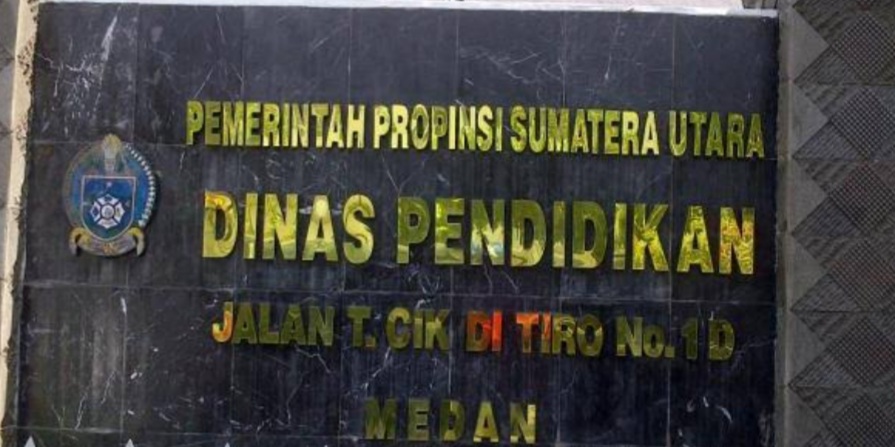 PEMERINTAH PROPINSI SUMATERA UTARA
DINAS PENDIDIKAN
JALAN T. CIK DI TIRO No. 1 D
MEDAN